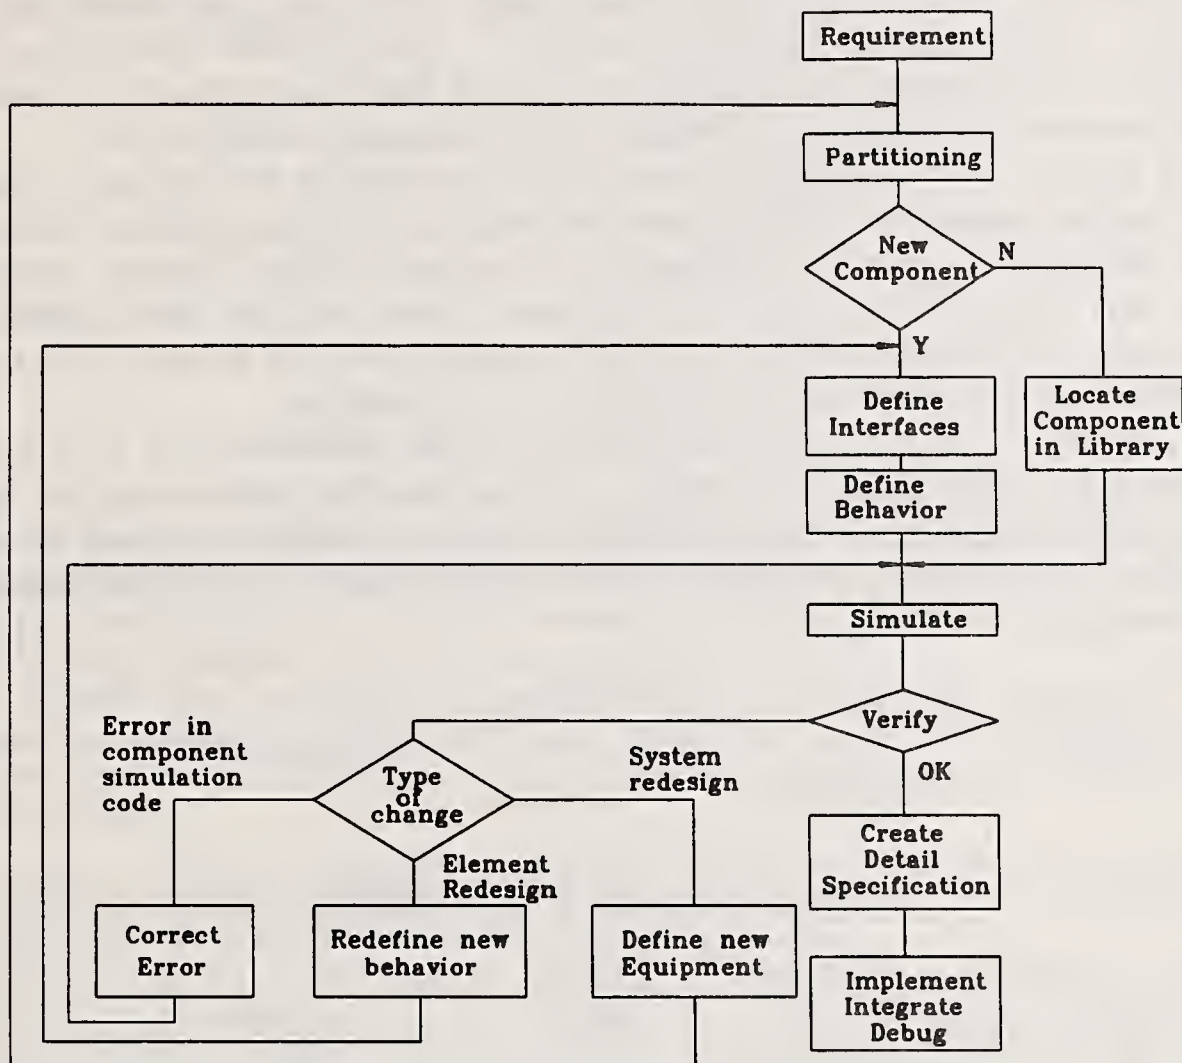 Requirement
Partitioning
New
Component
N
Y
Define
Interfaces
Locate
Component
in Library
Define
Behavior
Simulate
Verify
OK
Error in
component
simulation
code
Type
of
change
System
redesign
Element
Redesign
Create
Detail
Specification
Correct
Error
Redefine new
behavior
Define new
Equipment
Implement
Integrate
Debug